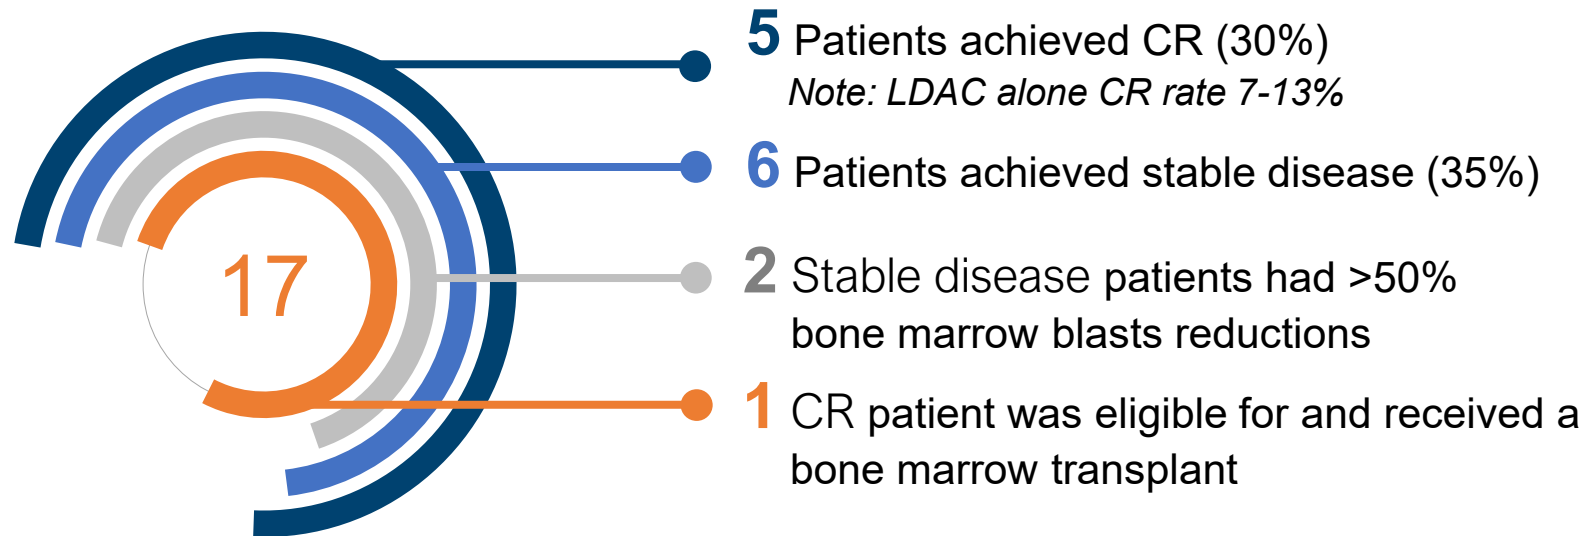 17
5 Patients achieved CR (30%)
Note: LDAC alone CR rate 7-13%
6 Patients achieved stable disease (35%)
2 Stable disease patients had >50%
bone marrow blasts reductions
1 CR patient was eligible for and received a
bone marrow transplant